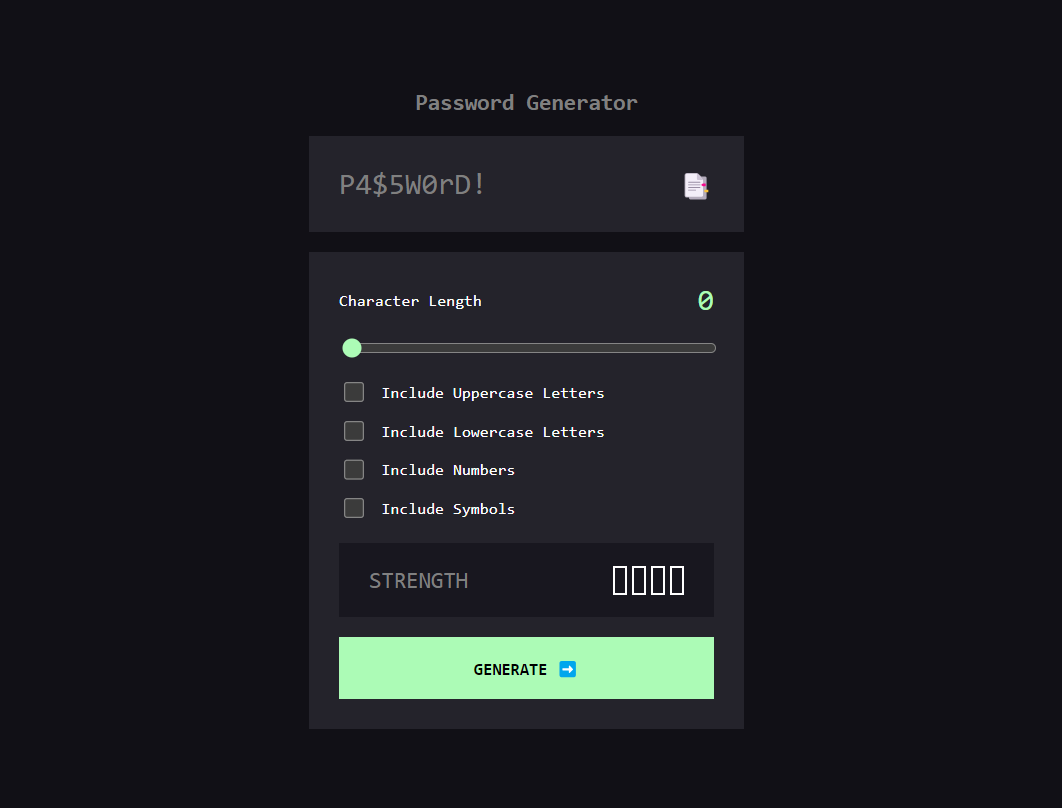 Password Generator
P4$5W0rD!
Character Length
0
Include Uppercase Letters
Include Lowercase Letters
Include Numbers
Include Symbols
STRENGTH
GENERATE ➡️